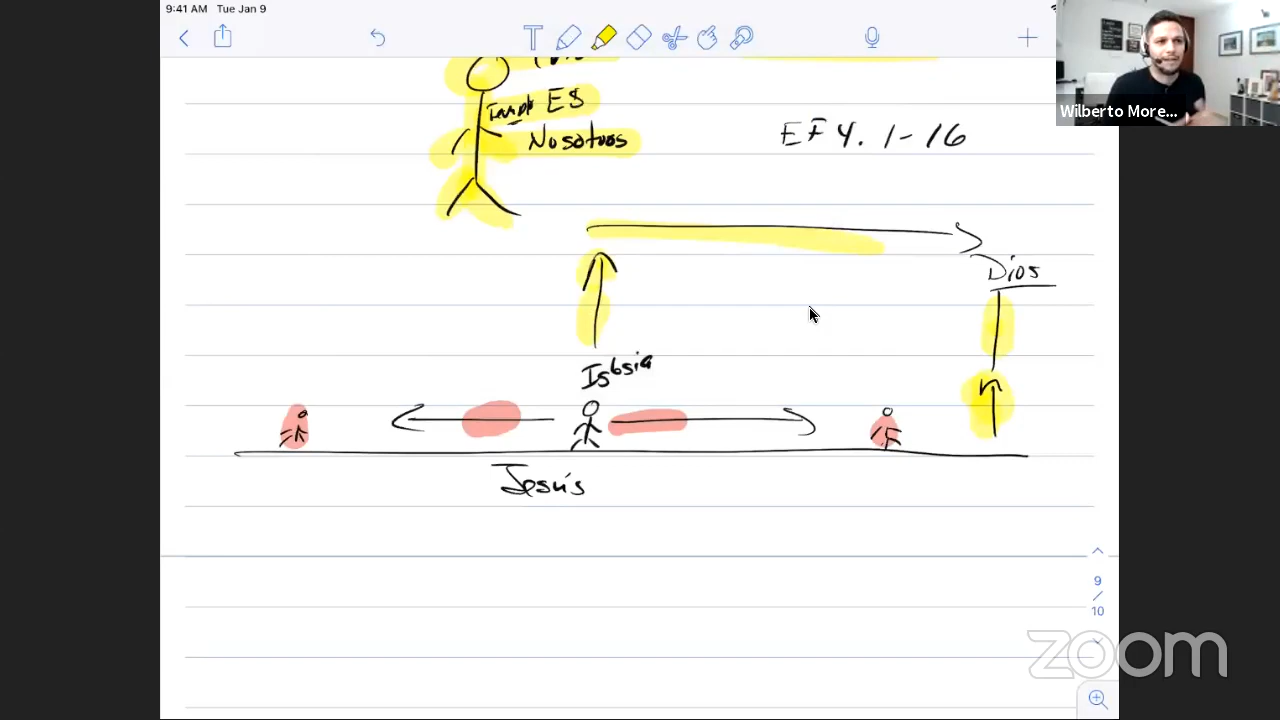 9:41 AM Tue Jan 9
Wilberto More...
ES
Nosotros
EF 4. 1-16
Dios
Iglesia
Jesús
9
/
10
zoom